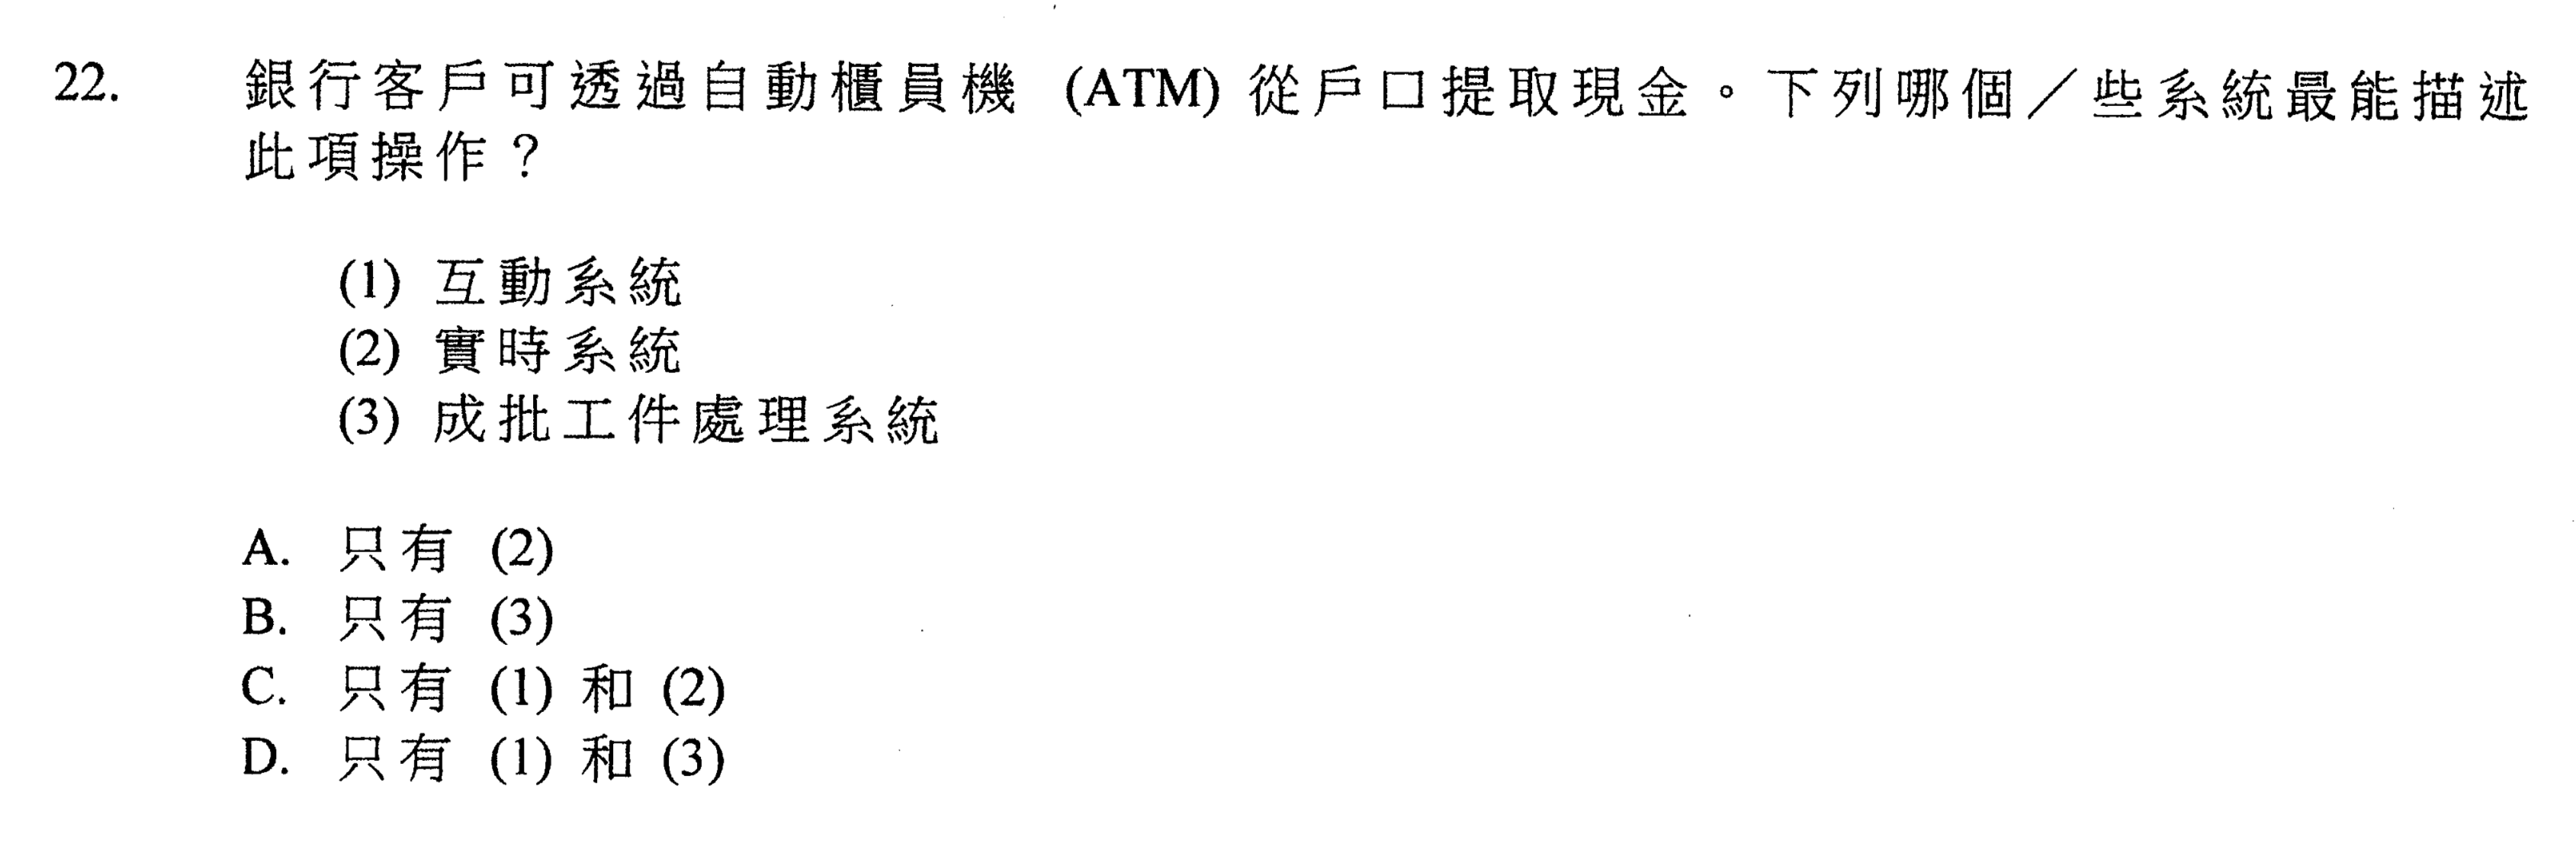 22. 銀行客戶可透過自動櫃員機 (ATM) 從戶口提取現金。下列哪個／些系統最能描述
此項操作？
(1) 互動系統
(2) 實時系統
(3) 成批工件處理系統
A. 只有 (2)
B. 只有 (3)
C. 只有 (1) 和 (2)
D. 只有 (1) 和 (3)